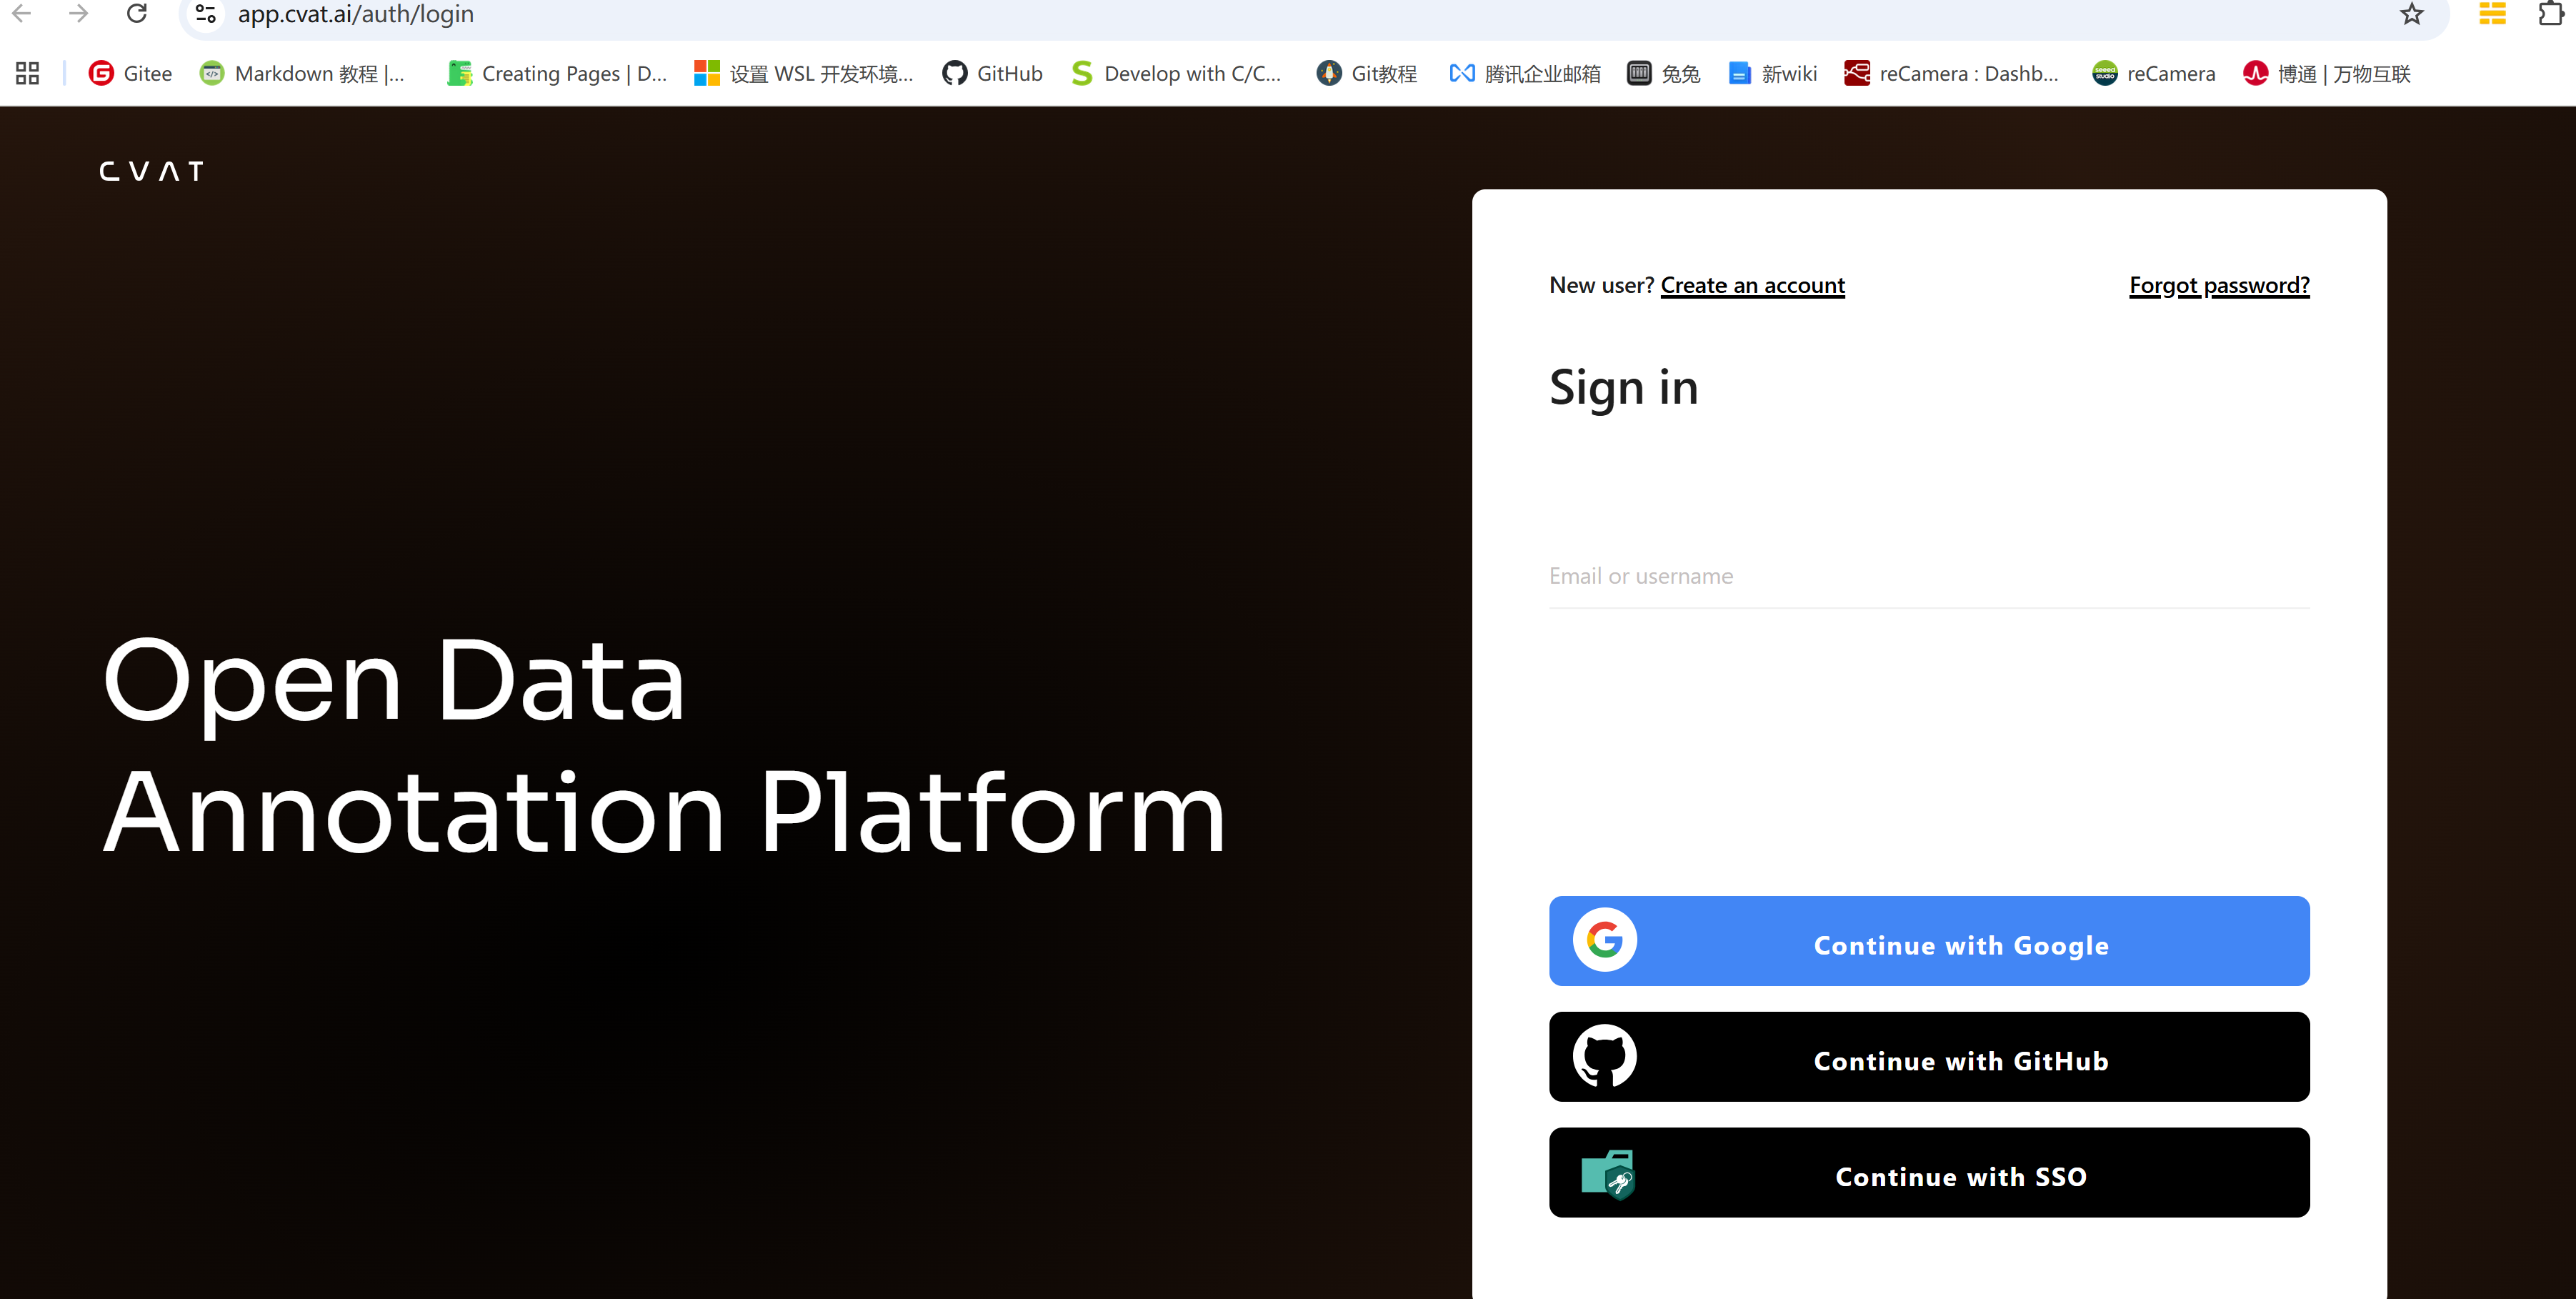 app.cvat.ai/auth/login
Gitee
Markdown 教程 |...
Creating Pages | D...
设置 WSL 开发环境...
GitHub
Develop with C/C...
Git教程
腾讯企业邮箱
兔兔
新wiki
reCamera : Dashb...
reCamera
博通 | 万物互联
CVAT
New user? Create an account
Forgot password?
Sign in
Email or username
Open Data
Annotation Platform
Continue with Google
Continue with GitHub
Continue with SSO